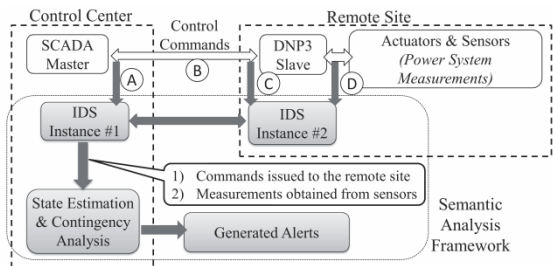 Control Center
Control
Commands
Remote Site
SCADA
Master
DNP3
Slave
Actuators & Sensors
(Power System
Measurements)
A
B
C
D
IDS
Instance #1
IDS
Instance #2
1) Commands issued to the remote site
2) Measurements obtained from sensors
State Estimation
& Contingency
Analysis
Generated Alerts
Semantic
Analysis
Framework